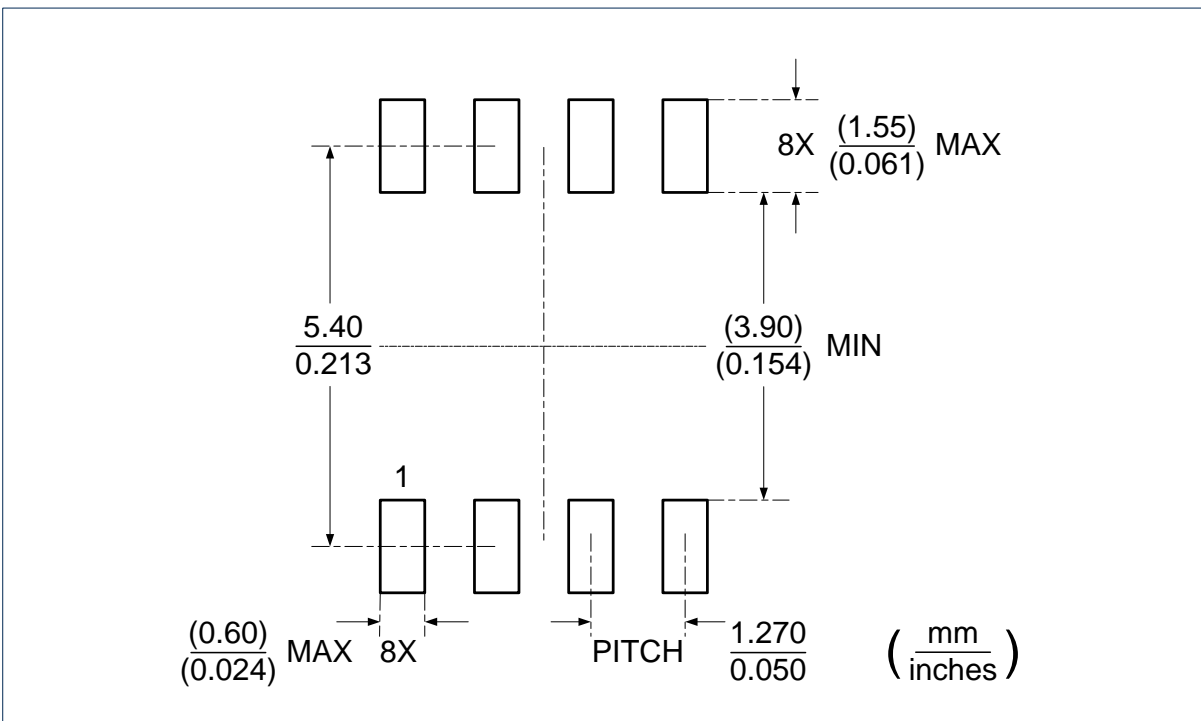 8X (1.55) MAX
(0.061)
5.40
0.213
(3.90) MIN
(0.154)
1
(0.60) MAX 8X
(0.024)
PITCH 1.270
0.050
(mm
inches)